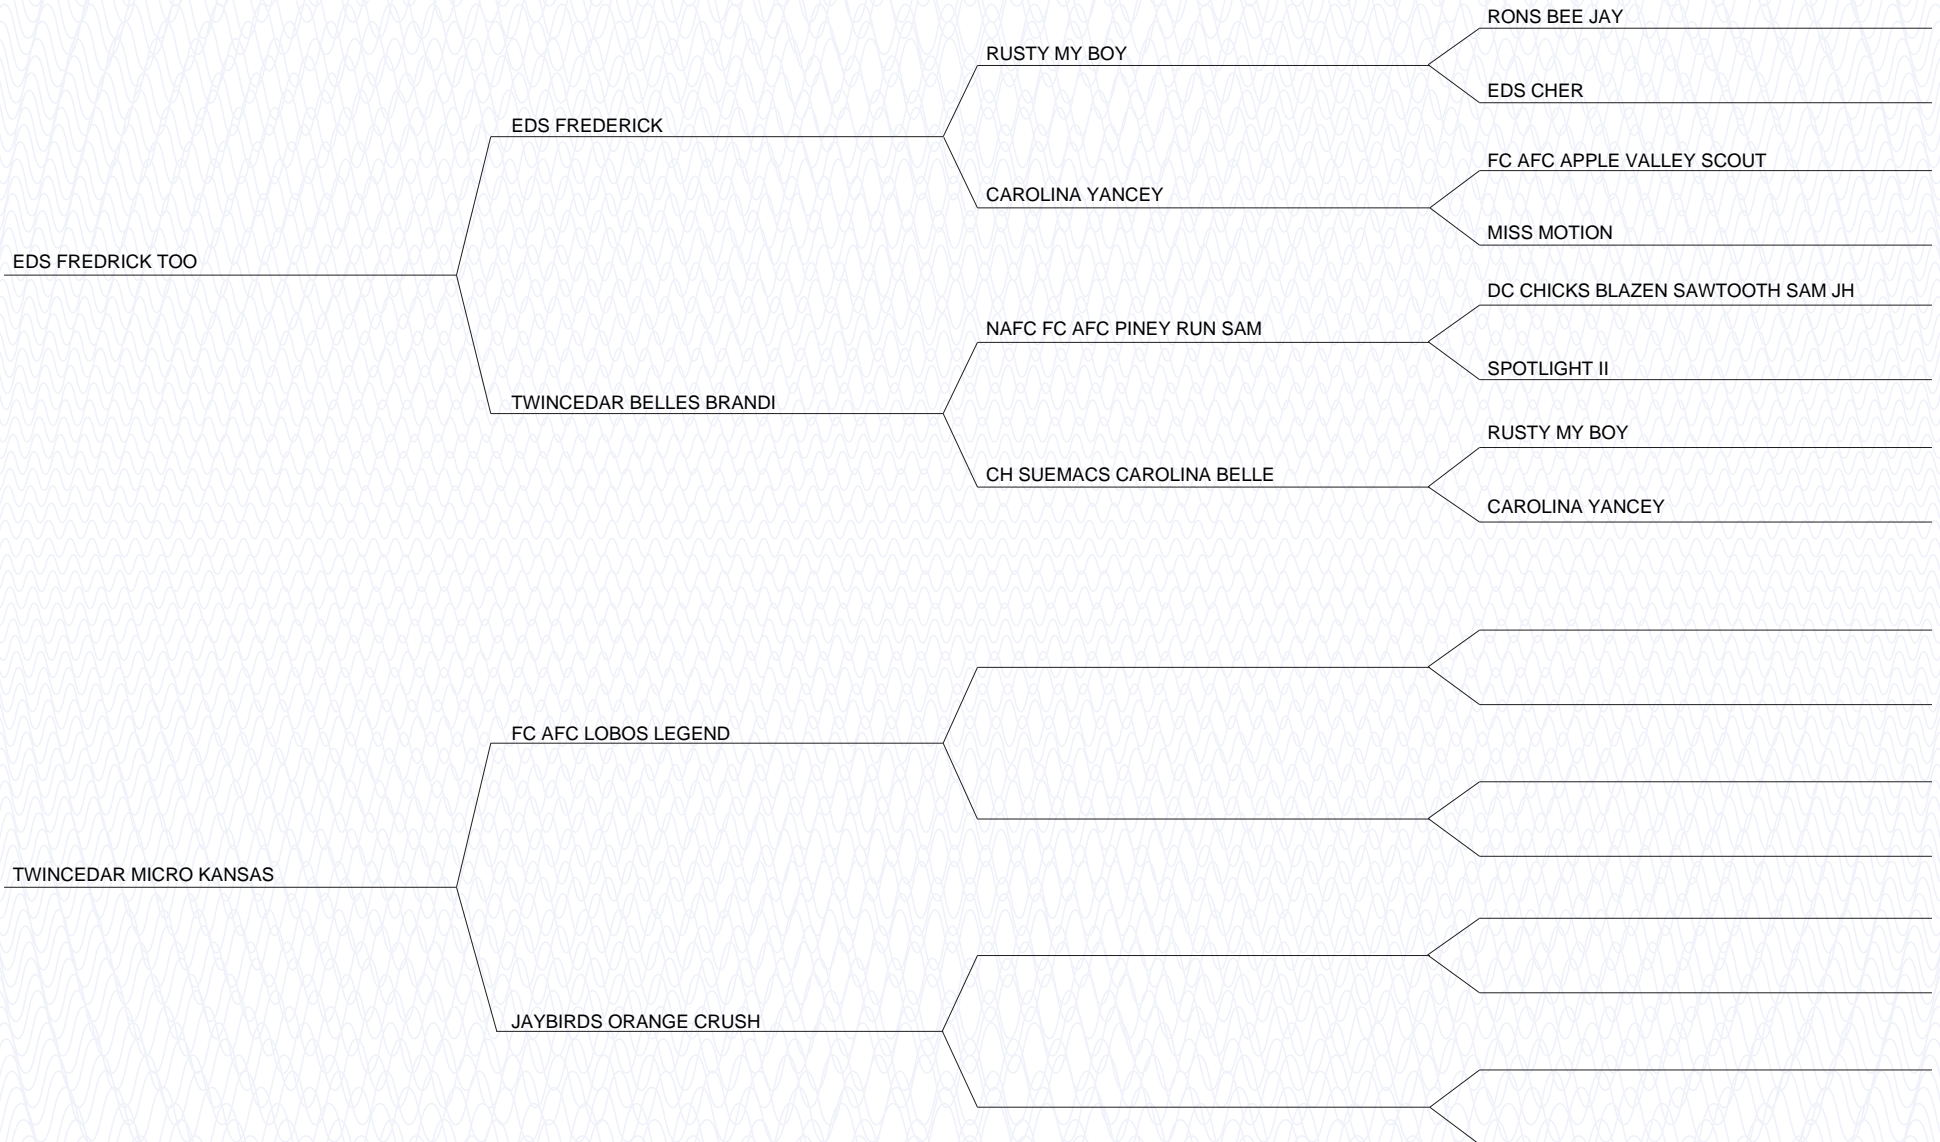 RONS BEE JAY
RUSTY MY BOY
EDS CHER
EDS FREDERICK
FC AFC APPLE VALLEY SCOUT
CAROLINA YANCEY
MISS MOTION
EDS FREDRICK TOO
DC CHICKS BLAZEN SAWTOOTH SAM JH
NAFC FC AFC PINEY RUN SAM
SPOTLIGHT II
TWINCEDAR BELLES BRANDI
RUSTY MY BOY
CH SUEMACS CAROLINA BELLE
CAROLINA YANCEY
FC AFC LOBOS LEGEND
TWINCEDAR MICRO KANSAS
JAYBIRDS ORANGE CRUSH